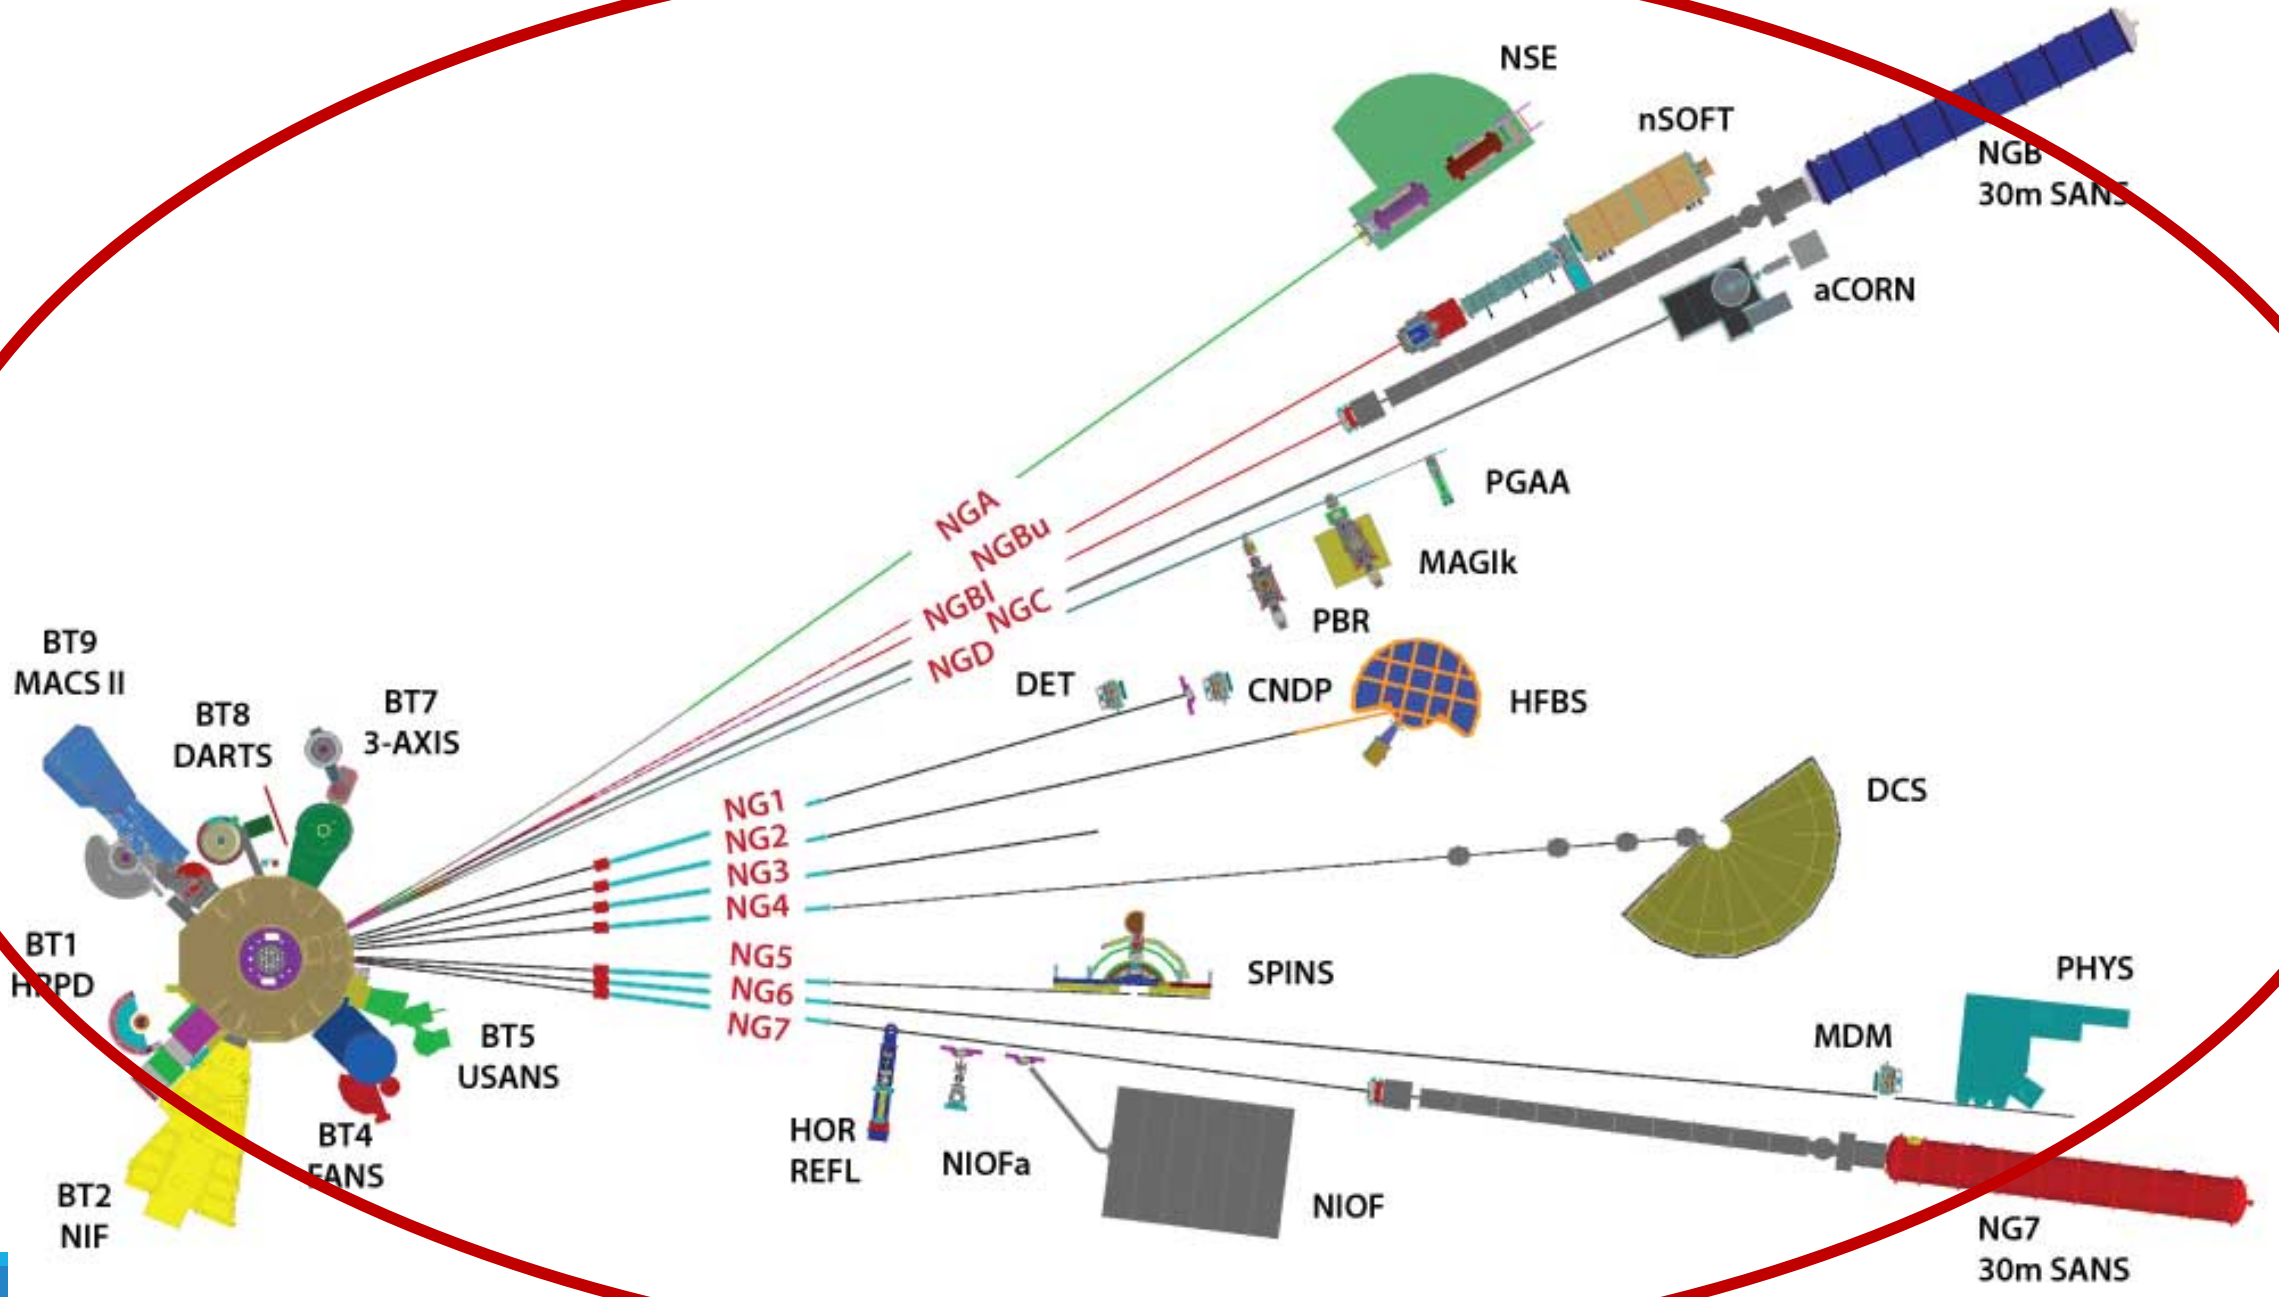 NSE
nSOFT
NGB
30m SANS
aCORN
PGAA
NGA
NGBu
MAGIk
NGBl
NGC
PBR
NGD
BT9
MACS II
BT8
DARTS
BT7
3-AXIS
DET
CNDP
HFBS
DCS
NG1
NG2
NG3
NG4
BT1
HRPD
NG5
NG6
NG7
SPINS
PHYS
MDM
BT5
USANS
BT4
FANS
HOR
REFL
NIOFa
NIOF
BT2
NIF
NG7
30m SANS